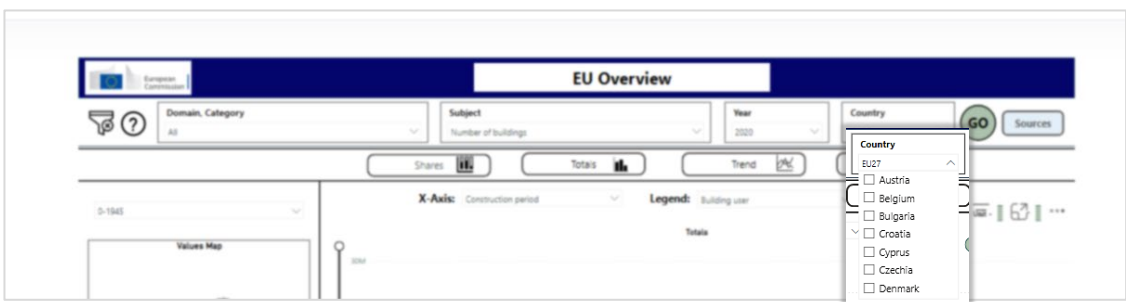 European
Commission
EU Overview
Domain, Category
All
Subject
Number of buildings
Year
2020
Country
GO
Sources
Country
EU27
Austria
Belgium
Bulgaria
Croatia
Cyprus
Czechia
Denmark
Shares
Totals
Trend
X-Axis: Construction period
Legend: Building user
0-1945
Values Map
Totals
30M